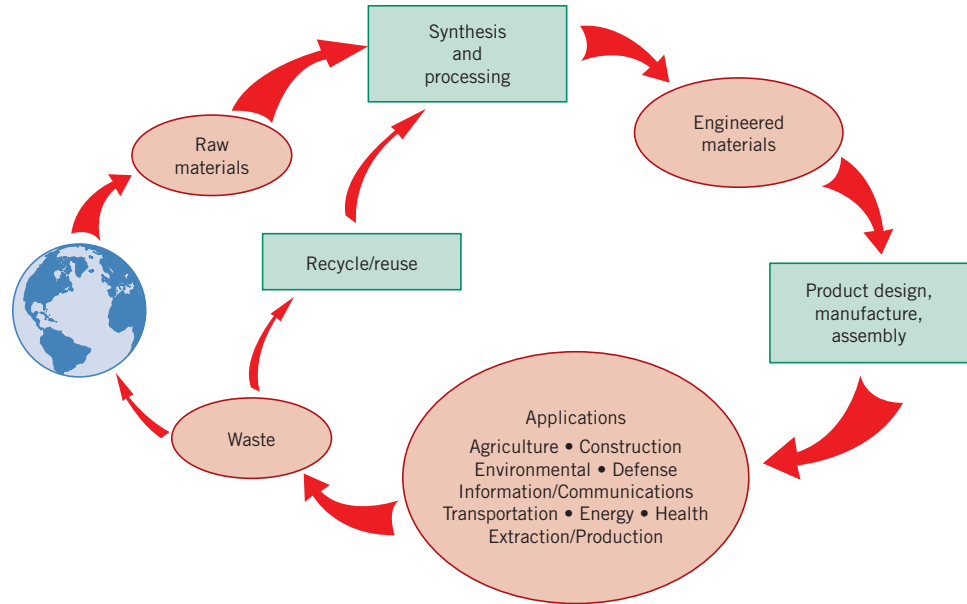 Synthesis
and
processing
Raw
materials
Engineered
materials
Recycle/reuse
Product design,
manufacture,
assembly
Waste
Applications
Agriculture • Construction
Environmental • Defense
Information/Communications
Transportation • Energy • Health
Extraction/Production